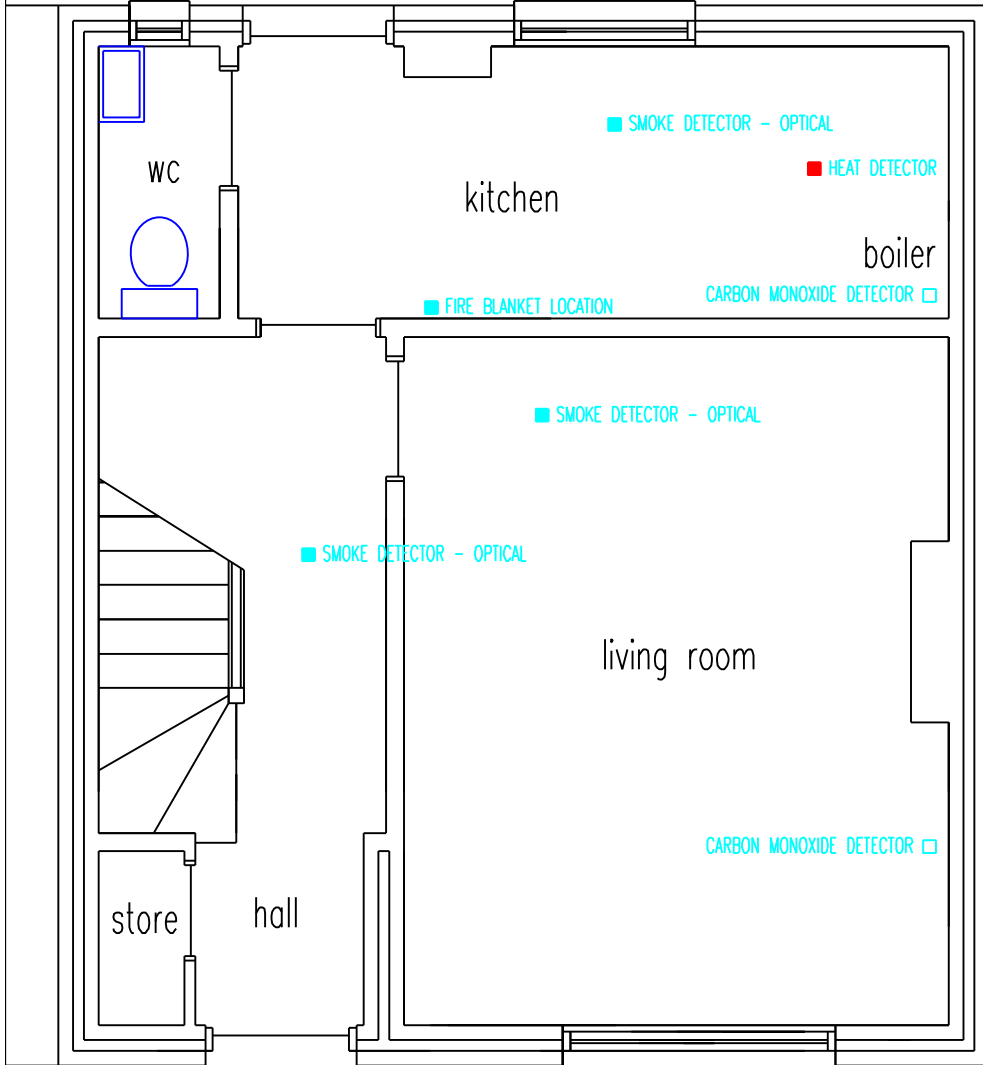 SMOKE DETECTOR - OPTICAL
wc
HEAT DETECTOR
kitchen
boiler
CARBON MONOXIDE DETECTOR
FIRE BLANKET LOCATION
SMOKE DETECTOR - OPTICAL
SMOKE DETECTOR - OPTICAL
living room
CARBON MONOXIDE DETECTOR
store
hall